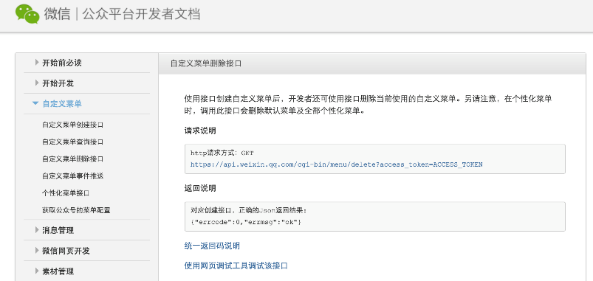 微信 | 公众平台开发者文档
开始前必读
开始开发
自定义菜单
自定义菜单创建接口
自定义菜单查询接口
自定义菜单删除接口
自定义菜单事件推送
个性化菜单接口
获取公众号的菜单配置
消息管理
微信网页开发
素材管理
自定义菜单删除接口
使用接口创建自定义菜单后，开发者还可使用接口删除当前使用的自定义菜单。另请注意，在个性化菜单
时，调用此接口会删除默认菜单及全部个性化菜单。
请求说明
http请求方式：GET
https://api.weixin.qq.com/cgi-bin/menu/delete?access_token=ACCESS_TOKEN
返回说明
对应创建接口，正确的Json返回结果:
{"errcode":0,"errmsg":"ok"}
统一返回码说明
使用网页调试工具调试该接口